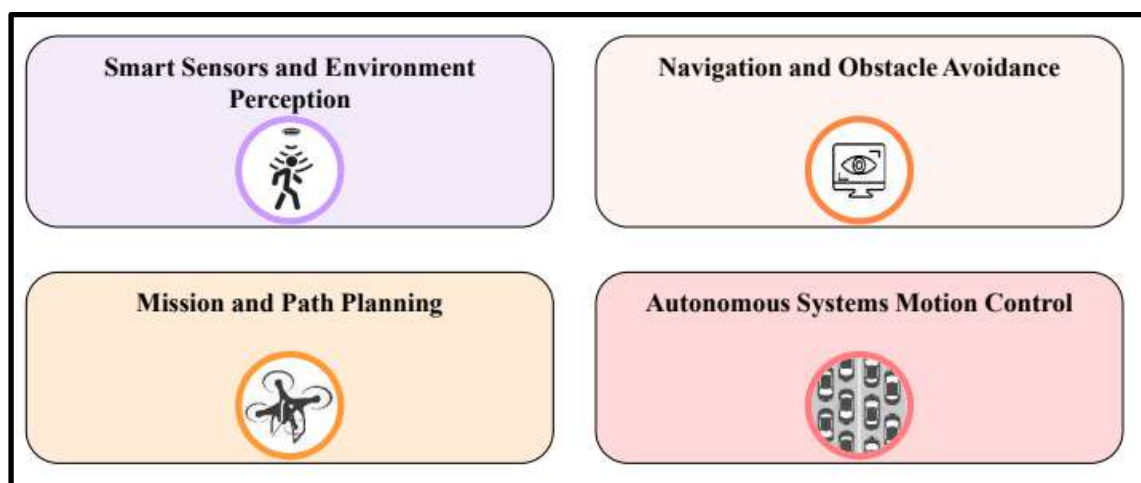 Smart Sensors and Environment
Perception
Navigation and Obstacle Avoidance
Mission and Path Planning
Autonomous Systems Motion Control